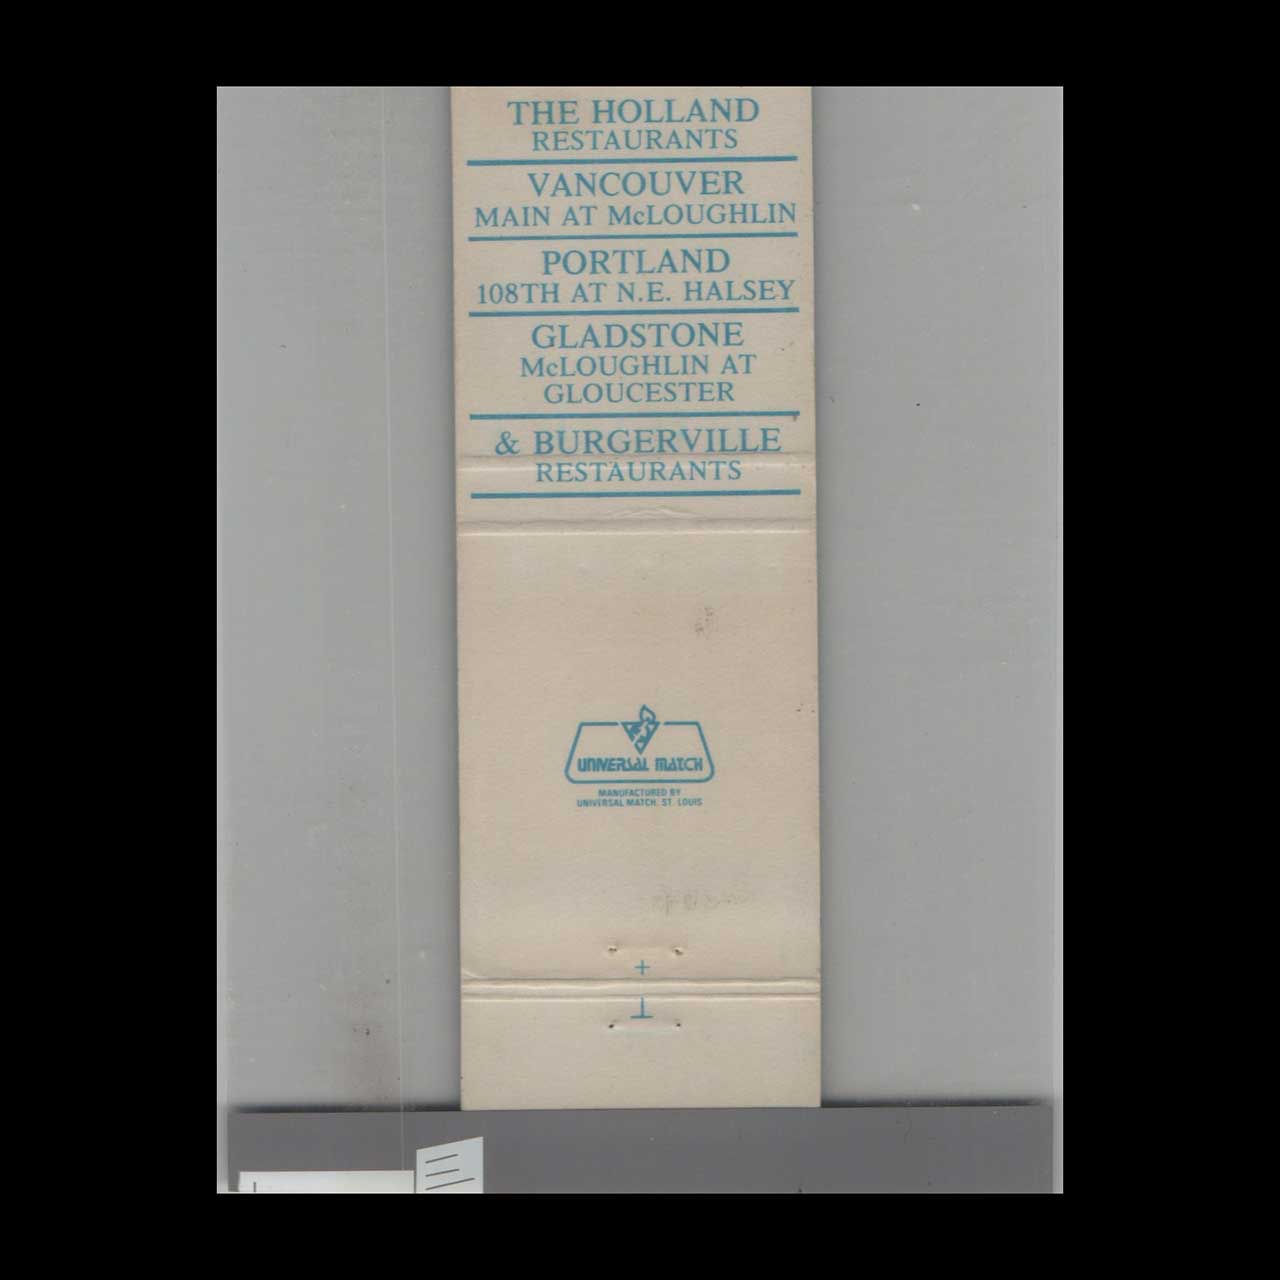 THE HOLLAND
RESTAURANTS
VANCOUVER
MAIN AT McLOUGHLIN
PORTLAND
108TH AT N.E. HALSEY
GLADSTONE
McLOUGHLIN AT
GLOUCESTER
& BURGERVILLE
RESTAURANTS
UNIVERSAL MATCH
MANUFACTURED BY
UNIVERSAL MATCH, ST. LOUIS